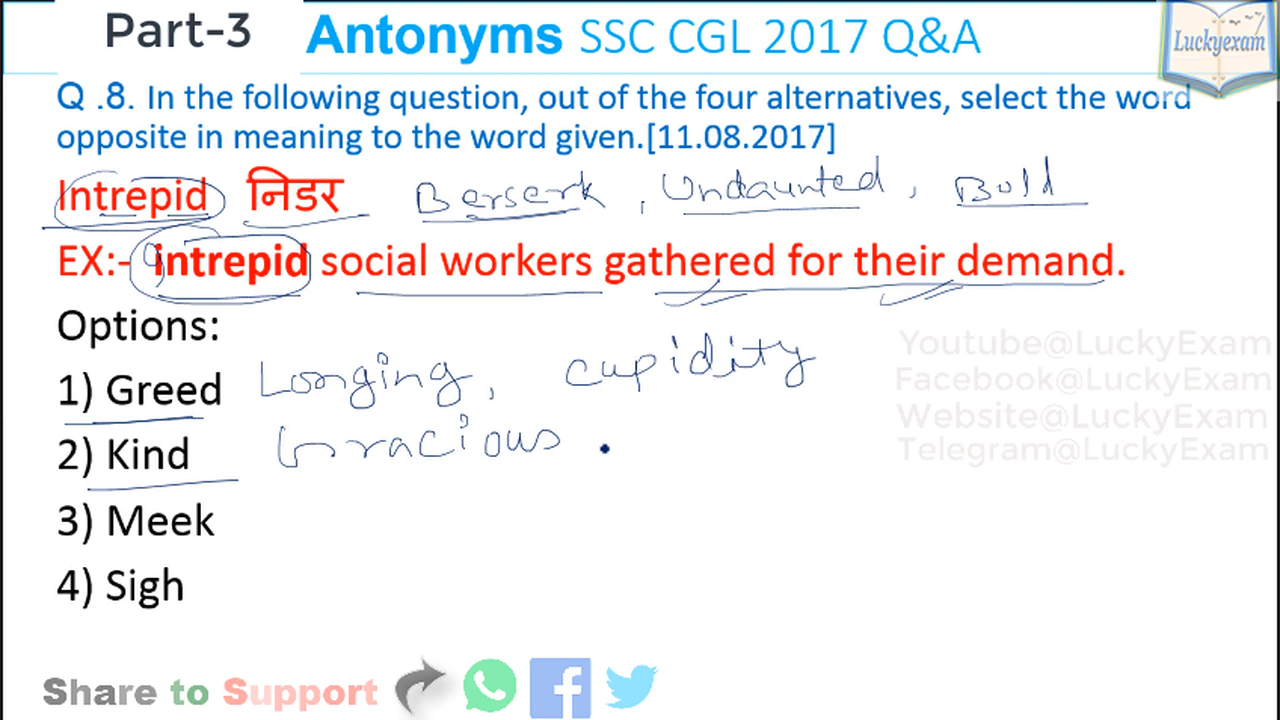 Part-3 Antonyms SSC CGL 2017 Q&A
Luckyexam
Q .8. In the following question, out of the four alternatives, select the word
opposite in meaning to the word given.[11.08.2017]
Intrepid निडर Berserk, Undaunted, Bold
EX:- intrepid social workers gathered for their demand.
Options:
Youtube@LuckyExam
1) Greed Longing, cupidity
Facebook@LuckyExam
Website@LuckyExam
2) Kind Gracious
Telegram@LuckyExam
3) Meek
4) Sigh
Share to Support